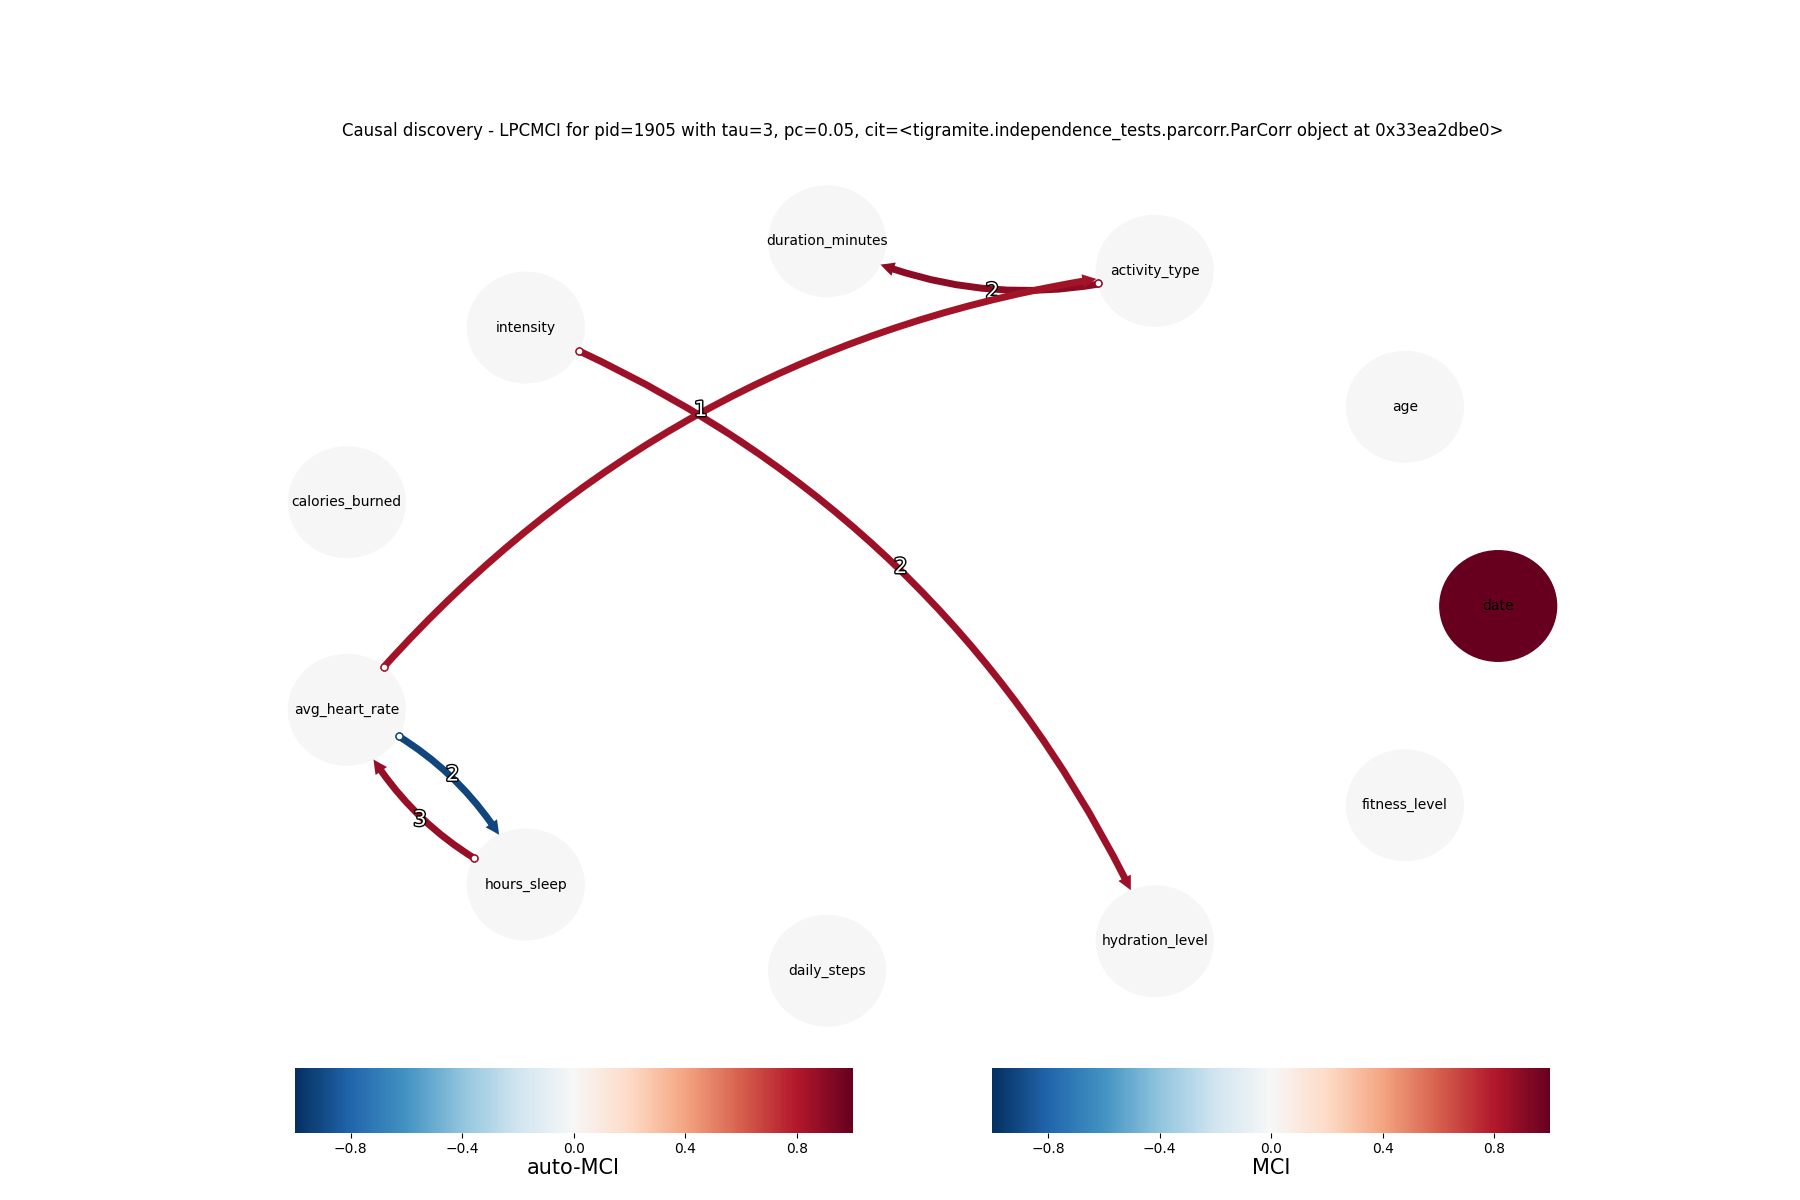 Causal discovery - LPCMCI for pid=1905 with tau=3, pc=0.05, cit=<tigramite.independence_tests.parcorr.ParCorr object at 0x33ea2dbe0>
duration_minutes
activity_type
2
intensity
age
1
calories_burned
2
date
avg_heart_rate
2
3
fitness_level
hours_sleep
hydration_level
daily_steps
−0.8 −0.4 0.0 0.4 0.8
auto-MCI
−0.8 −0.4 0.0 0.4 0.8
MCI